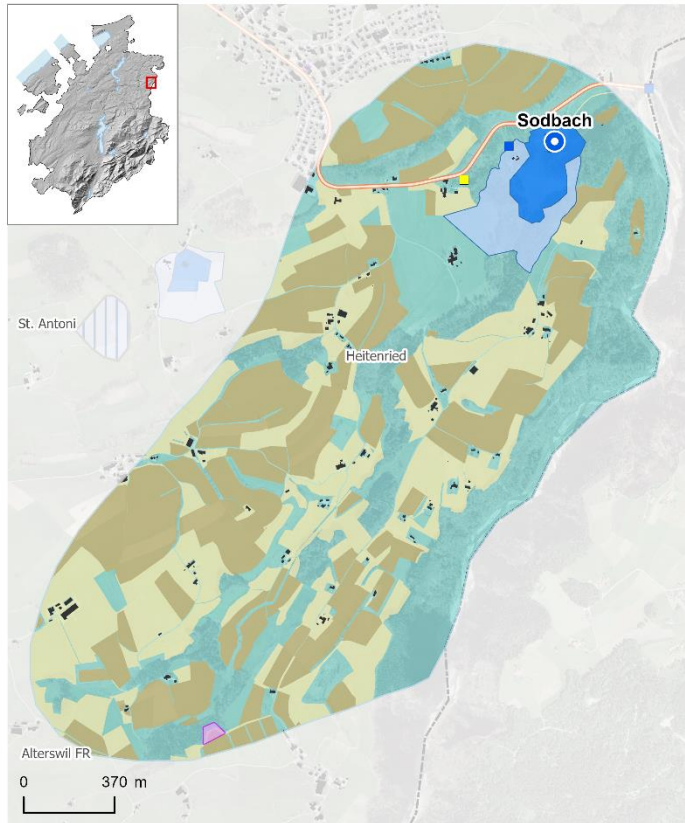 Sodbach
St. Antoni
Heitenried
Alterswil FR
0 370 m